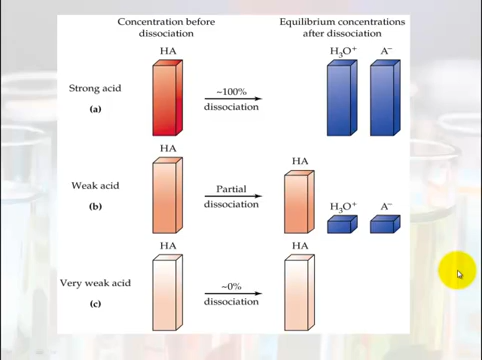 Concentration before
dissociation
Equilibrium concentrations
after dissociation
HA
H₃O⁺
A⁻
Strong acid
(a)
~100%
dissociation
HA
HA
Weak acid
(b)
Partial
dissociation
H₃O⁺
A⁻
HA
HA
Very weak acid
(c)
~0%
dissociation